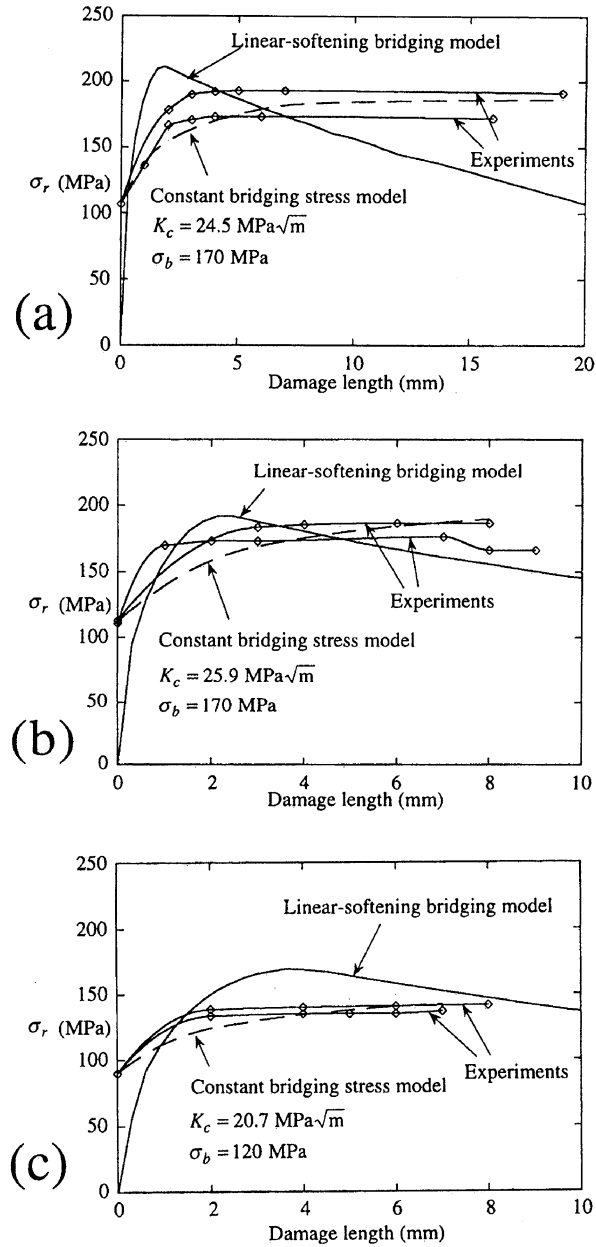 (a)
250
200
150
100
50
0
σr (MPa)
Linear-softening bridging model
Experiments
Constant bridging stress model
Kc = 24.5 MPa√m
σb = 170 MPa
0 5 10 15 20
Damage length (mm)
(b)
250
200
150
100
50
0
σr (MPa)
Linear-softening bridging model
Experiments
Constant bridging stress model
Kc = 25.9 MPa√m
σb = 170 MPa
0 2 4 6 8 10
Damage length (mm)
(c)
250
200
150
100
50
0
σr (MPa)
Linear-softening bridging model
Experiments
Constant bridging stress model
Kc = 20.7 MPa√m
σb = 120 MPa
0 2 4 6 8 10
Damage length (mm)